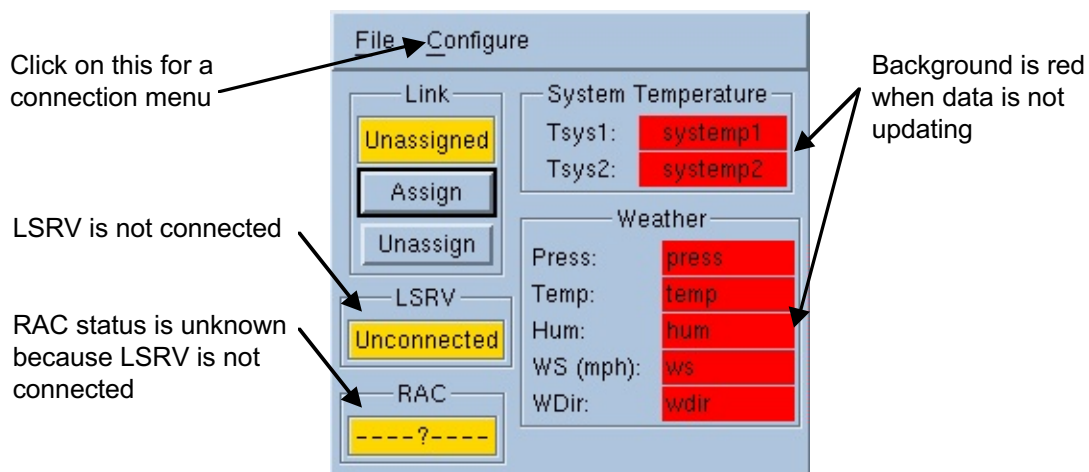 File Configure
Click on this for a
connection menu
Link
Unassigned
Assign
Unassign
System Temperature
Tsys1: systemp1
Tsys2: systemp2
Background is red
when data is not
updating
LSRV is not connected
LSRV
Unconnected
RAC status is unknown
because LSRV is not
connected
RAC
----?----
Weather
Press: press
Temp: temp
Hum: hum
WS (mph): ws
WDir: wdir